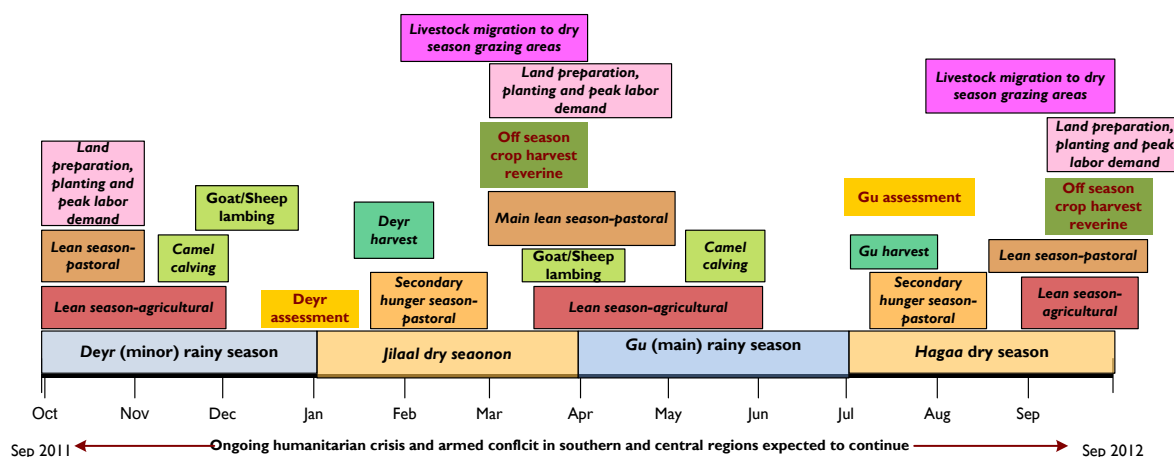 Livestock migration to dry
season grazing areas
Land preparation,
planting and peak labor
demand
Livestock migration to dry
season grazing areas
Land preparation,
planting and peak
labor demand
Off season
crop harvest
reverine
Land
preparation,
planting and
peak labor
demand
Goat/Sheep
lambing
Deyr
harvest
Main lean season-pastoral
Gu assessment
Off season
crop harvest
reverine
Lean season-
pastoral
Camel
calving
Goat/Sheep
lambing
Camel
calving
Gu harvest
Lean season-pastoral
Lean season-agricultural
Deyr
assessment
Secondary
hunger season-
pastoral
Lean season-agricultural
Secondary
hunger season-
pastoral
Lean season-
agricultural
Deyr (minor) rainy season
Jilaal dry seaonon
Gu (main) rainy season
Hagaa dry season
Oct Nov Dec Jan Feb Mar Apr May Jun Jul Aug Sep
Sep 2011 Ongoing humanitarian crisis and armed conflcit in southern and central regions expected to continue Sep 2012